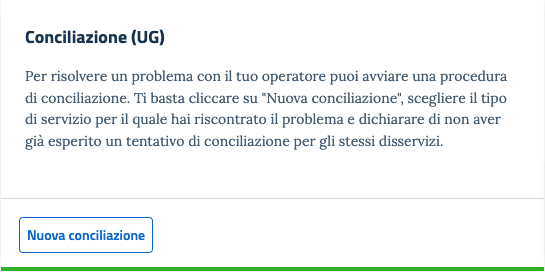 Conciliazione (UG)
Per risolvere un problema con il tuo operatore puoi avviare una procedura
di conciliazione. Ti basta cliccare su "Nuova conciliazione", scegliere il tipo
di servizio per il quale hai riscontrato il problema e dichiarare di non aver
già esperito un tentativo di conciliazione per gli stessi disservizi.
Nuova conciliazione